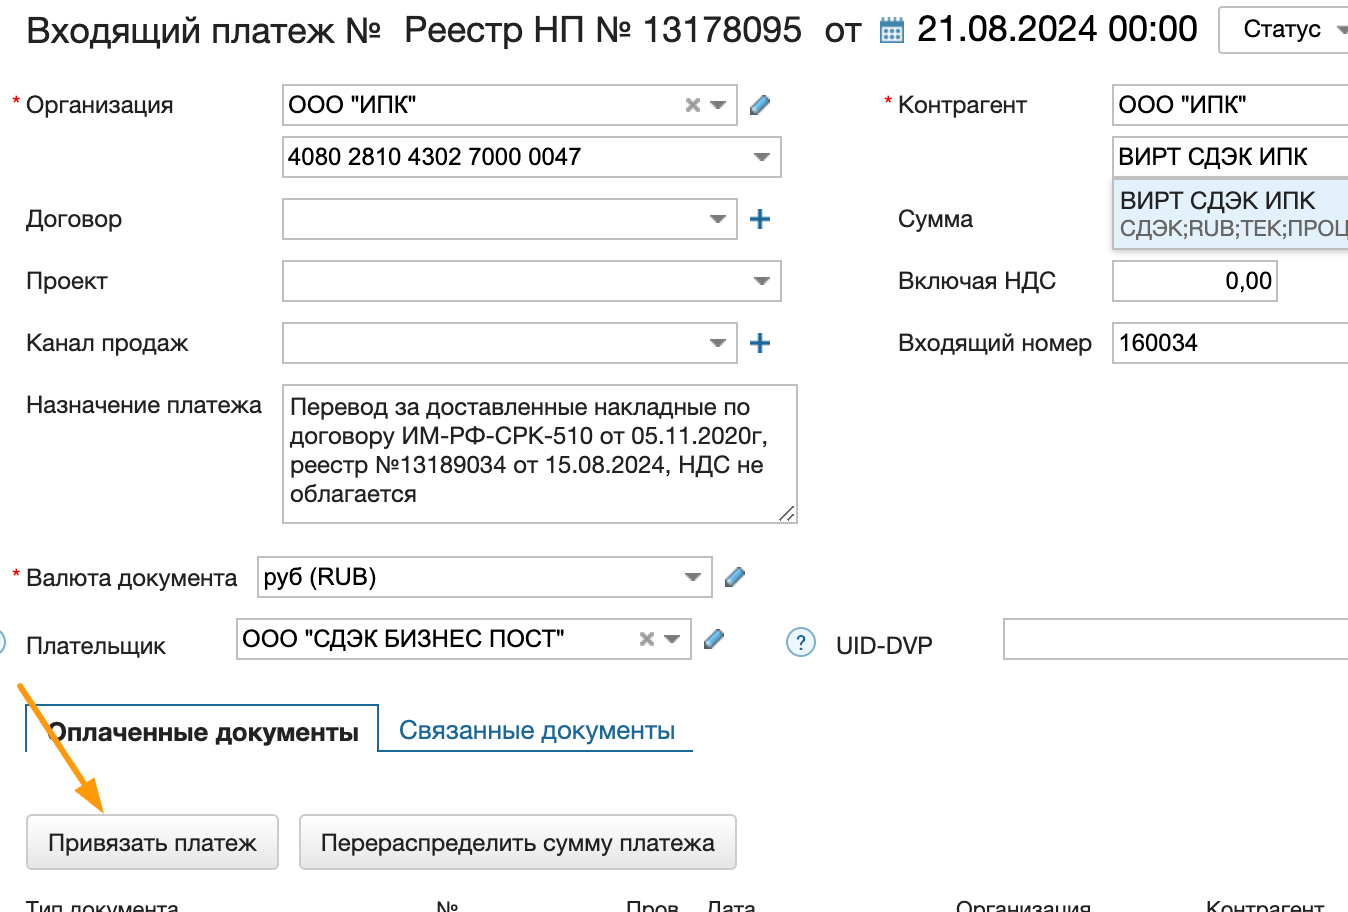 Входящий платеж № Реестр НП № 13178095 от 21.08.2024 00:00 Статус
* Организация ООО "ИПК" * Контрагент ООО "ИПК"
4080 2810 4302 7000 0047 ВИРТ СДЭК ИПК
ВИРТ СДЭК ИПК
Договор Сумма СДЭК;RUB;ТЕК;ПРОЦ
Проект Включая НДС 0,00
Канал продаж Входящий номер 160034
Назначение платежа Перевод за доставленные накладные по
договору ИМ-РФ-СРК-510 от 05.11.2020г,
реестр №13189034 от 15.08.2024, НДС не
облагается
* Валюта документа руб (RUB)
Плательщик ООО "СДЭК БИЗНЕС ПОСТ" ? UID-DVP
Оплаченные документы Связанные документы
Привязать платеж Перераспределить сумму платежа
Тип документа № Пров Дата Организация Контрагент